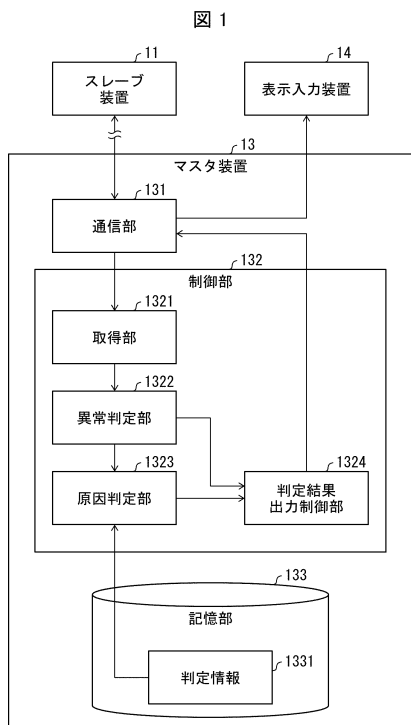 図 1
11
スレーブ
装置
14
表示入力装置
13
マスタ装置
131
通信部
132
制御部
1321
取得部
1322
異常判定部
1323
原因判定部
1324
判定結果
出力制御部
133
記憶部
1331
判定情報